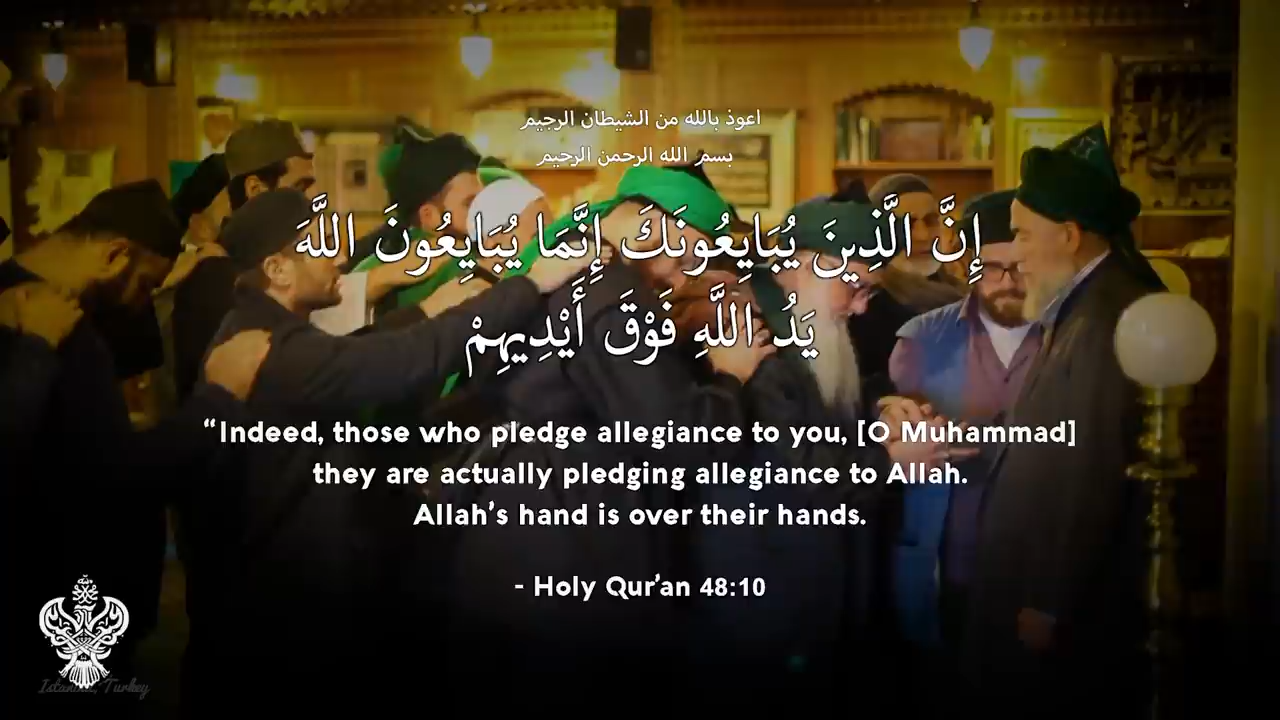 اعوذ بالله من الشيطان الرجيم
بسم الله الرحمن الرحيم
إِنَّ الَّذِينَ يُبَايِعُونَكَ إِنَّمَا يُبَايِعُونَ اللَّهَ
يَدُ اللَّهِ فَوْقَ أَيْدِيهِمْ
“Indeed, those who pledge allegiance to you, [O Muhammad]
they are actually pledging allegiance to Allah.
Allah’s hand is over their hands.
- Holy Qur’an 48:10
Istanbul, Turkey